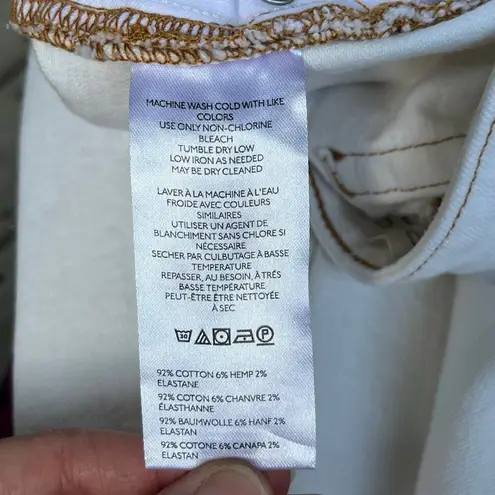 MACHINE WASH COLD WITH LIKE
COLORS
USE ONLY NON-CHLORINE
BLEACH
TUMBLE DRY LOW
LOW IRON AS NEEDED
MAY BE DRY CLEANED
LAVER À LA MACHINE À L'EAU
FROIDE AVEC COULEURS
SIMILAIRES
UTILISER UN AGENT DE
BLANCHIMENT SANS CHLORE SI
NÉCESSAIRE
SECHER PAR CULBUTAGE À BASSE
TEMPERATURE
REPASSER, AU BESOIN, À TRÉS
BASSE TEMPÉRATURE
PEUT-ÊTRE ÊTRE NETTOYÉE
À SEC
30 P
92% COTTON 6% HEMP 2%
ELASTANE
92% COTON 6% CHANVRE 2%
ÉLASTHANNE
92% BAUMWOLLE 6% HANF 2%
ELASTAN
92% COTONE 6% CANAPA 2%
ELASTAN